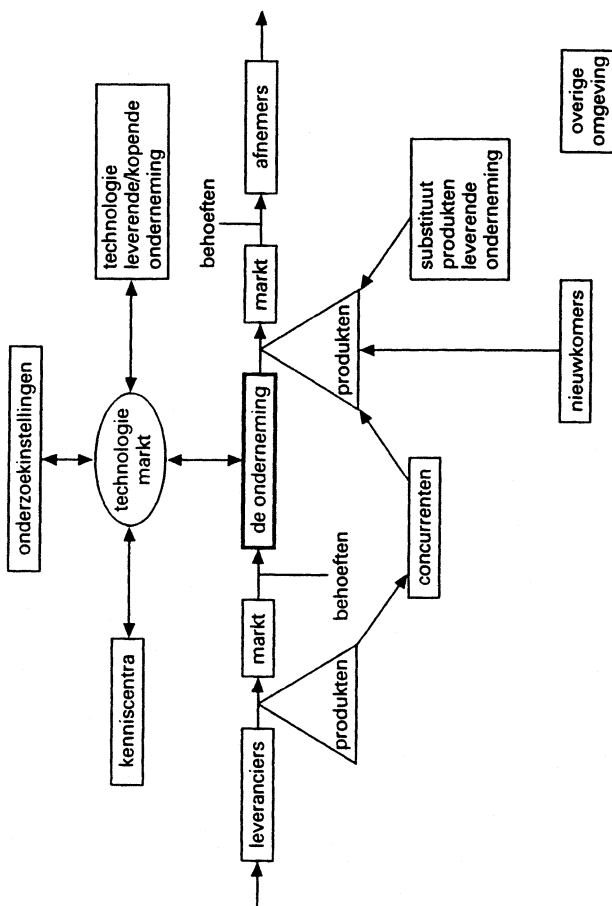 onderzoekinstellingen
kenniscentra
technologie
markt
technologie
leverende/kopende
onderneming
leveranciers
markt
de onderneming
markt
afnemers
behoeften
behoeften
produkten
produkten
concurrenten
substituut
produkten
leverende
onderneming
nieuwkomers
overige
omgeving